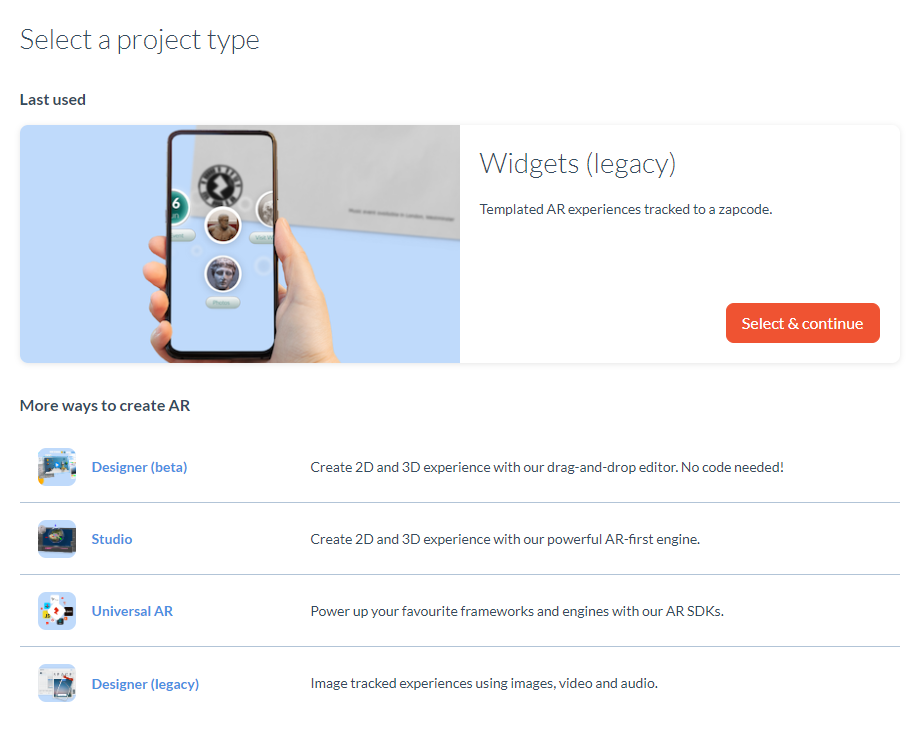 Select a project type
Last used
Widgets (legacy)
Templated AR experiences tracked to a zapcode.
6
Photos
Select & continue
More ways to create AR
Designer (beta)
Create 2D and 3D experience with our drag-and-drop editor. No code needed!
Studio
Create 2D and 3D experience with our powerful AR-first engine.
Universal AR
Power up your favourite frameworks and engines with our AR SDKs.
Designer (legacy)
Image tracked experiences using images, video and audio.